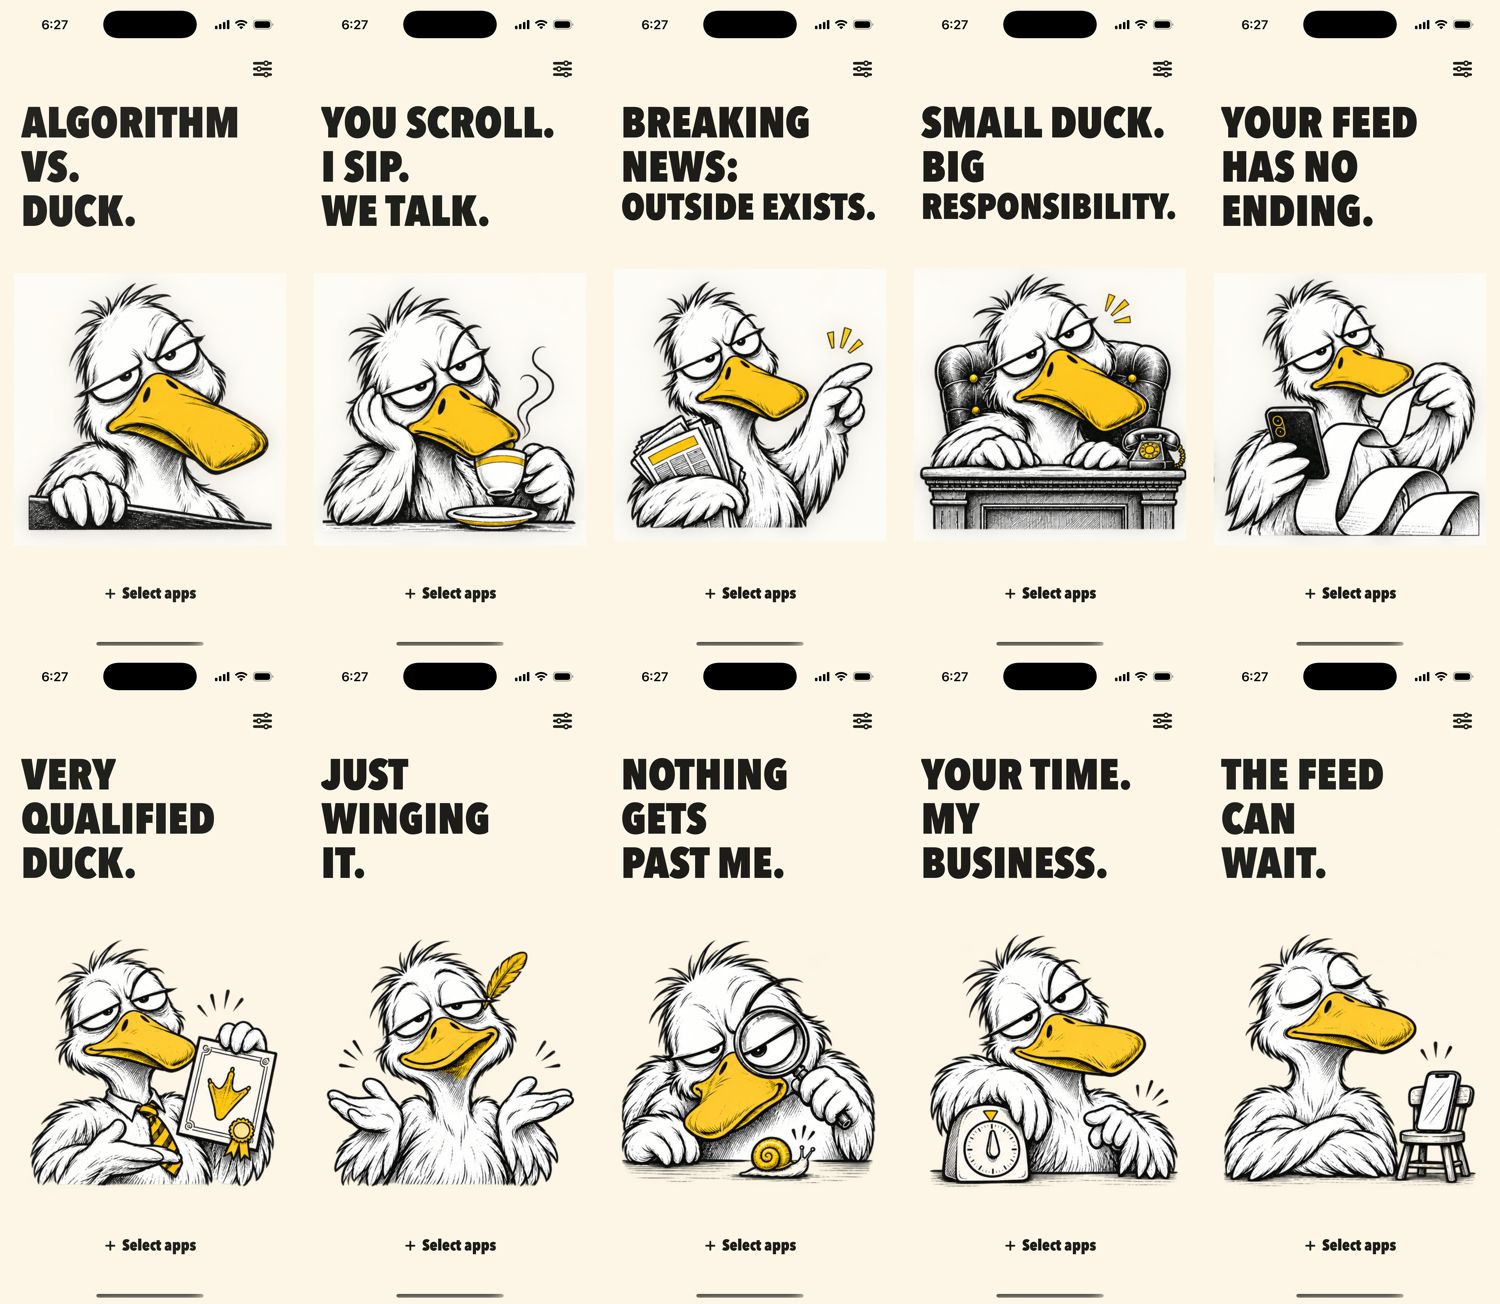 6:27
ALGORITHM
VS.
DUCK.
+ Select apps
6:27
YOU SCROLL.
I SIP.
WE TALK.
+ Select apps
6:27
BREAKING
NEWS:
OUTSIDE EXISTS.
+ Select apps
6:27
SMALL DUCK.
BIG
RESPONSIBILITY.
+ Select apps
6:27
YOUR FEED
HAS NO
ENDING.
+ Select apps
6:27
VERY
QUALIFIED
DUCK.
+ Select apps
6:27
JUST
WINGING
IT.
+ Select apps
6:27
NOTHING
GETS
PAST ME.
+ Select apps
6:27
YOUR TIME.
MY
BUSINESS.
+ Select apps
6:27
THE FEED
CAN
WAIT.
+ Select apps